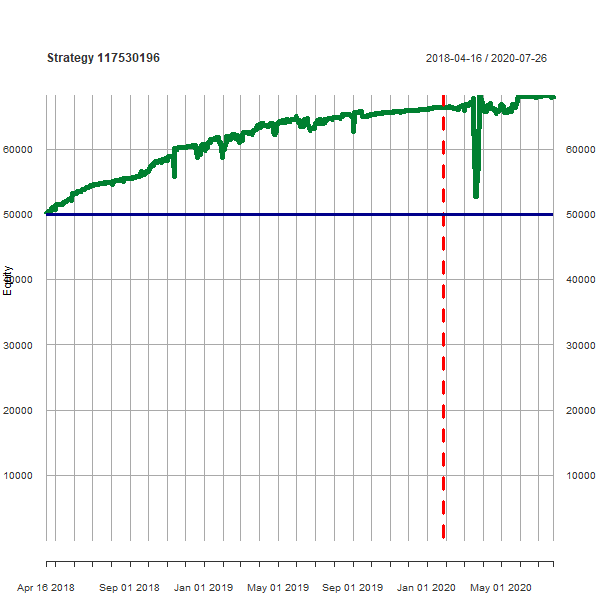 Strategy 117530196
2018-04-16 / 2020-07-26
60000
60000
50000
50000
Equity
40000
40000
30000
30000
20000
20000
10000
10000
Apr 16 2018
Sep 01 2018
Jan 01 2019
May 01 2019
Sep 01 2019
Jan 01 2020
May 01 2020